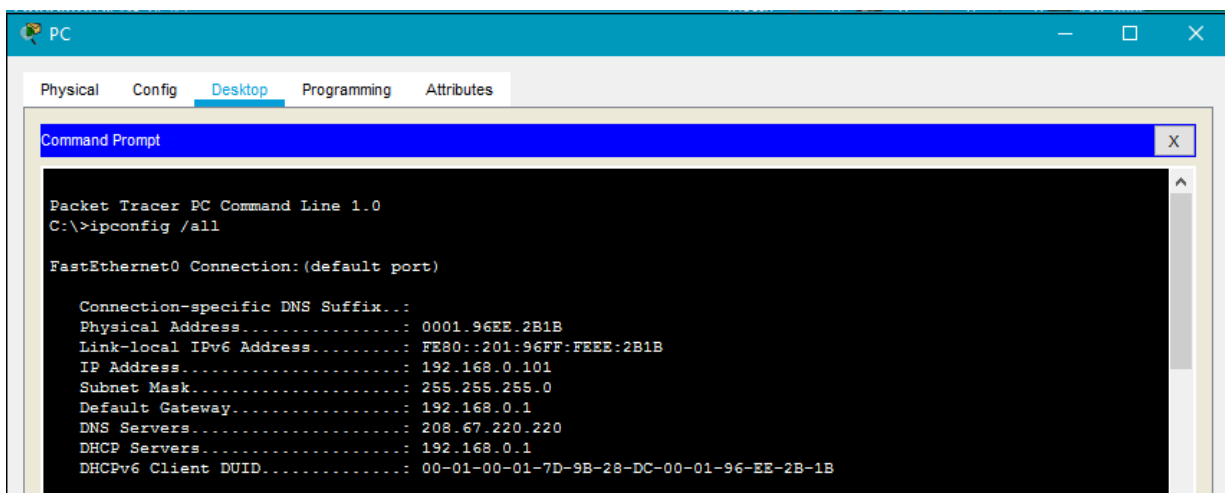 PC
Physical Config Desktop Programming Attributes
Command Prompt
X
Packet Tracer PC Command Line 1.0
C:\>ipconfig /all
FastEthernet0 Connection:(default port)
Connection-specific DNS Suffix..:
Physical Address................: 0001.96EE.2B1B
Link-local IPv6 Address.........: FE80::201:96FF:FEEE:2B1B
IP Address......................: 192.168.0.101
Subnet Mask.....................: 255.255.255.0
Default Gateway.................: 192.168.0.1
DNS Servers.....................: 208.67.220.220
DHCP Servers....................: 192.168.0.1
DHCPv6 Client DUID..............: 00-01-00-01-7D-9B-28-DC-00-01-96-EE-2B-1B